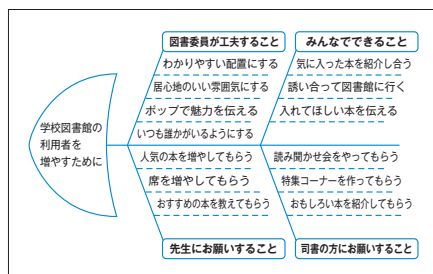 学校図書館の
利用者を
増やすために
図書委員が工夫すること
わかりやすい配置にする
居心地のいい雰囲気にする
ポップで魅力を伝える
いつも誰かがいるようにする
みんなでできること
気に入った本を紹介し合う
誘い合って図書館に行く
入れてほしい本を伝える
人気の本を増やしてもらう
席を増やしてもらう
おすすめの本を教えてもらう
先生にお願いすること
読み聞かせ会をやってもらう
特集コーナーを作ってもらう
おもしろい本を紹介してもらう
司書の方にお願いすること